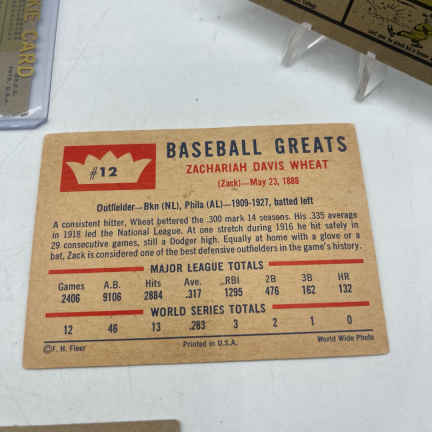 KIE CARD
#12
BASEBALL GREATS
ZACHARIAH DAVIS WHEAT
(Zack)—May 23, 1888
Outfielder—Bkn (NL), Phila (AL)—1909-1927, batted left
A consistent hitter, Wheat bettered the .300 mark 14 seasons. His .335 average
in 1918 led the National League. At one stretch during 1916 he hit safely in
29 consecutive games, still a Dodger high. Equally at home with a glove or a
bat, Zack is considered one of the best defensive outfielders in the game's history.
MAJOR LEAGUE TOTALS
Games A.B. Hits Ave. RBI 2B 3B HR
2406 9106 2884 .317 1295 476 162 132
WORLD SERIES TOTALS
12 46 13 .283 3 2 1 0
©F. H. Fleer Printed in U.S.A. World Wide Photo